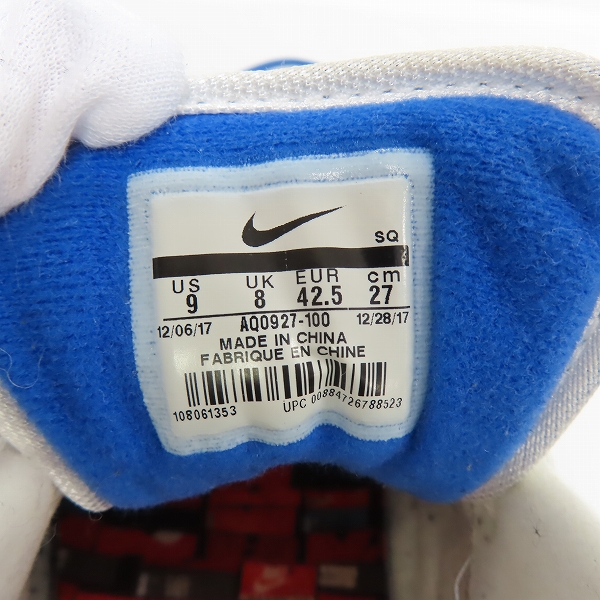 SQ
US UK EUR cm
9 8 42.5 27
12/06/17 AQ0927-100 12/28/17
MADE IN CHINA
FABRIQUE EN CHINE
108061353 UPC 00884726788523